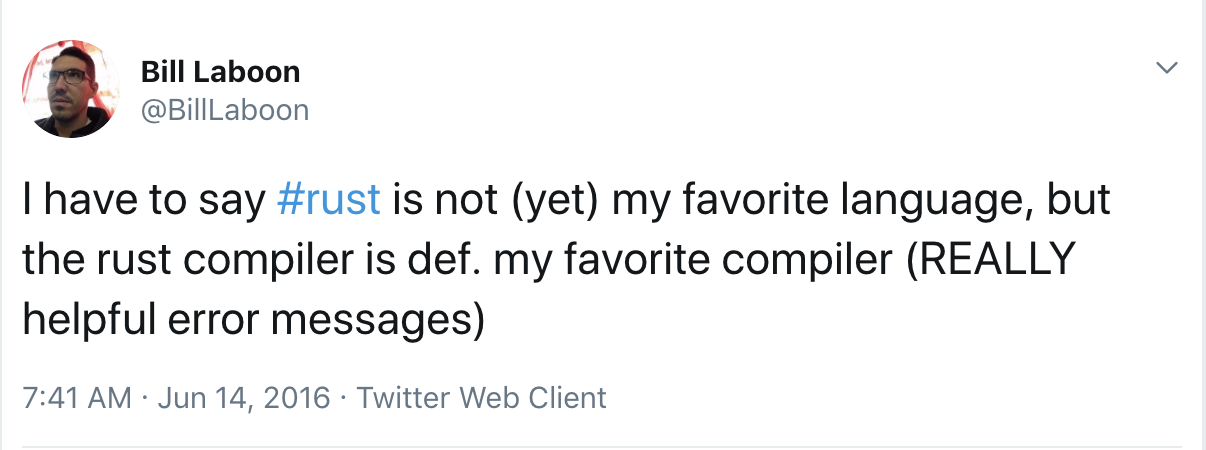 Bill Laboon
@BillLaboon
I have to say #rust is not (yet) my favorite language, but
the rust compiler is def. my favorite compiler (REALLY
helpful error messages)
7:41 AM · Jun 14, 2016 · Twitter Web Client